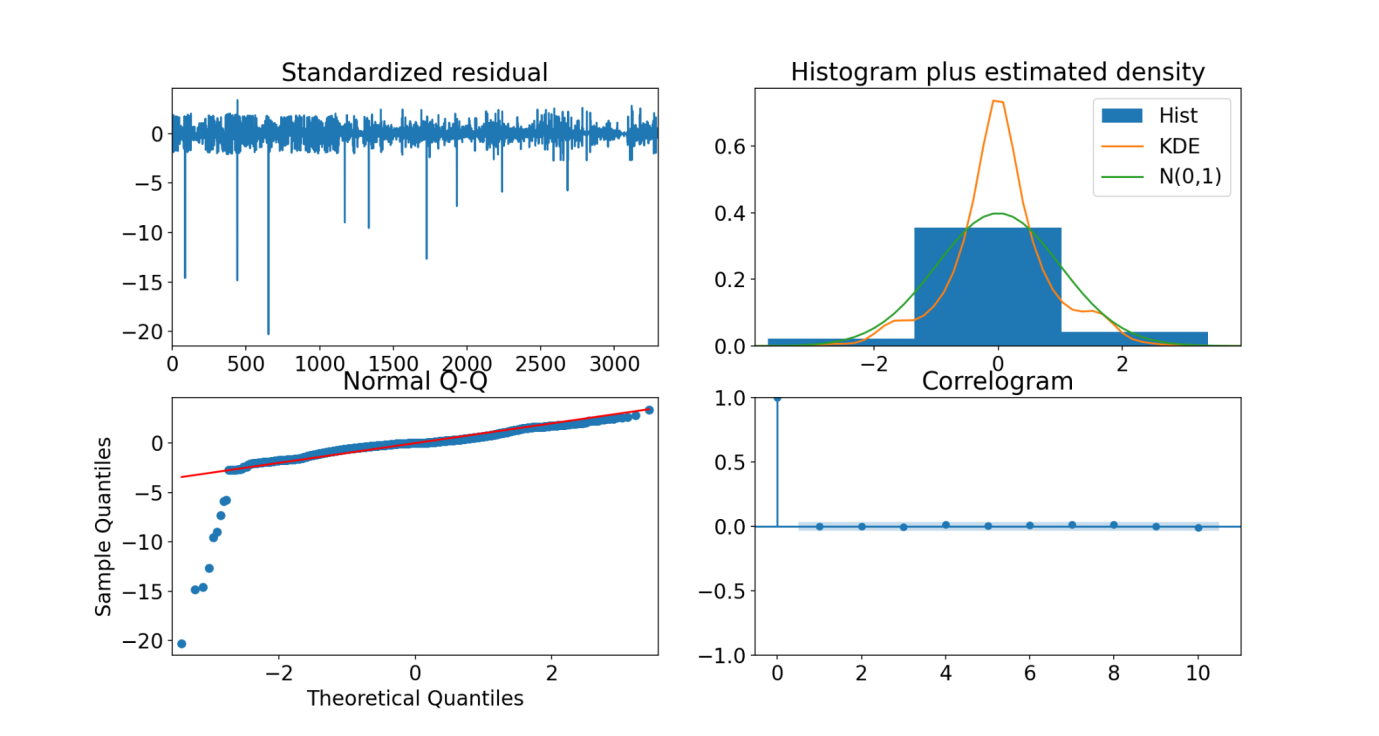 Standardized residual
0
−5
−10
−15
−20
0 500 1000 1500 2000 2500 3000
Histogram plus estimated density
Hist
KDE
N(0,1)
0.6
0.4
0.2
0.0
−2 0 2
Normal Q-Q
Sample Quantiles
0
−5
−10
−15
−20
−2 0 2
Theoretical Quantiles
Correlogram
1.0
0.5
0.0
−0.5
−1.0
0 2 4 6 8 10